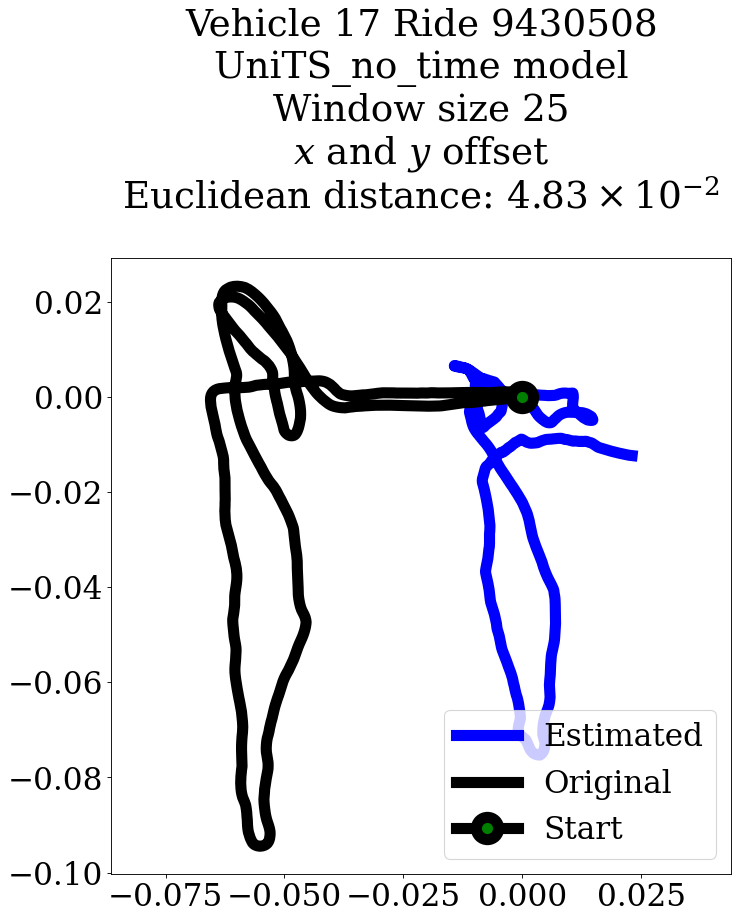 Vehicle 17 Ride 9430508
UniTS_no_time model
Window size 25
x and y offset
Euclidean distance: 4.83 × 10⁻²
0.02
0.00
−0.02
−0.04
−0.06
−0.08
−0.10
Estimated
Original
Start
−0.075 −0.050 −0.025 0.000 0.025